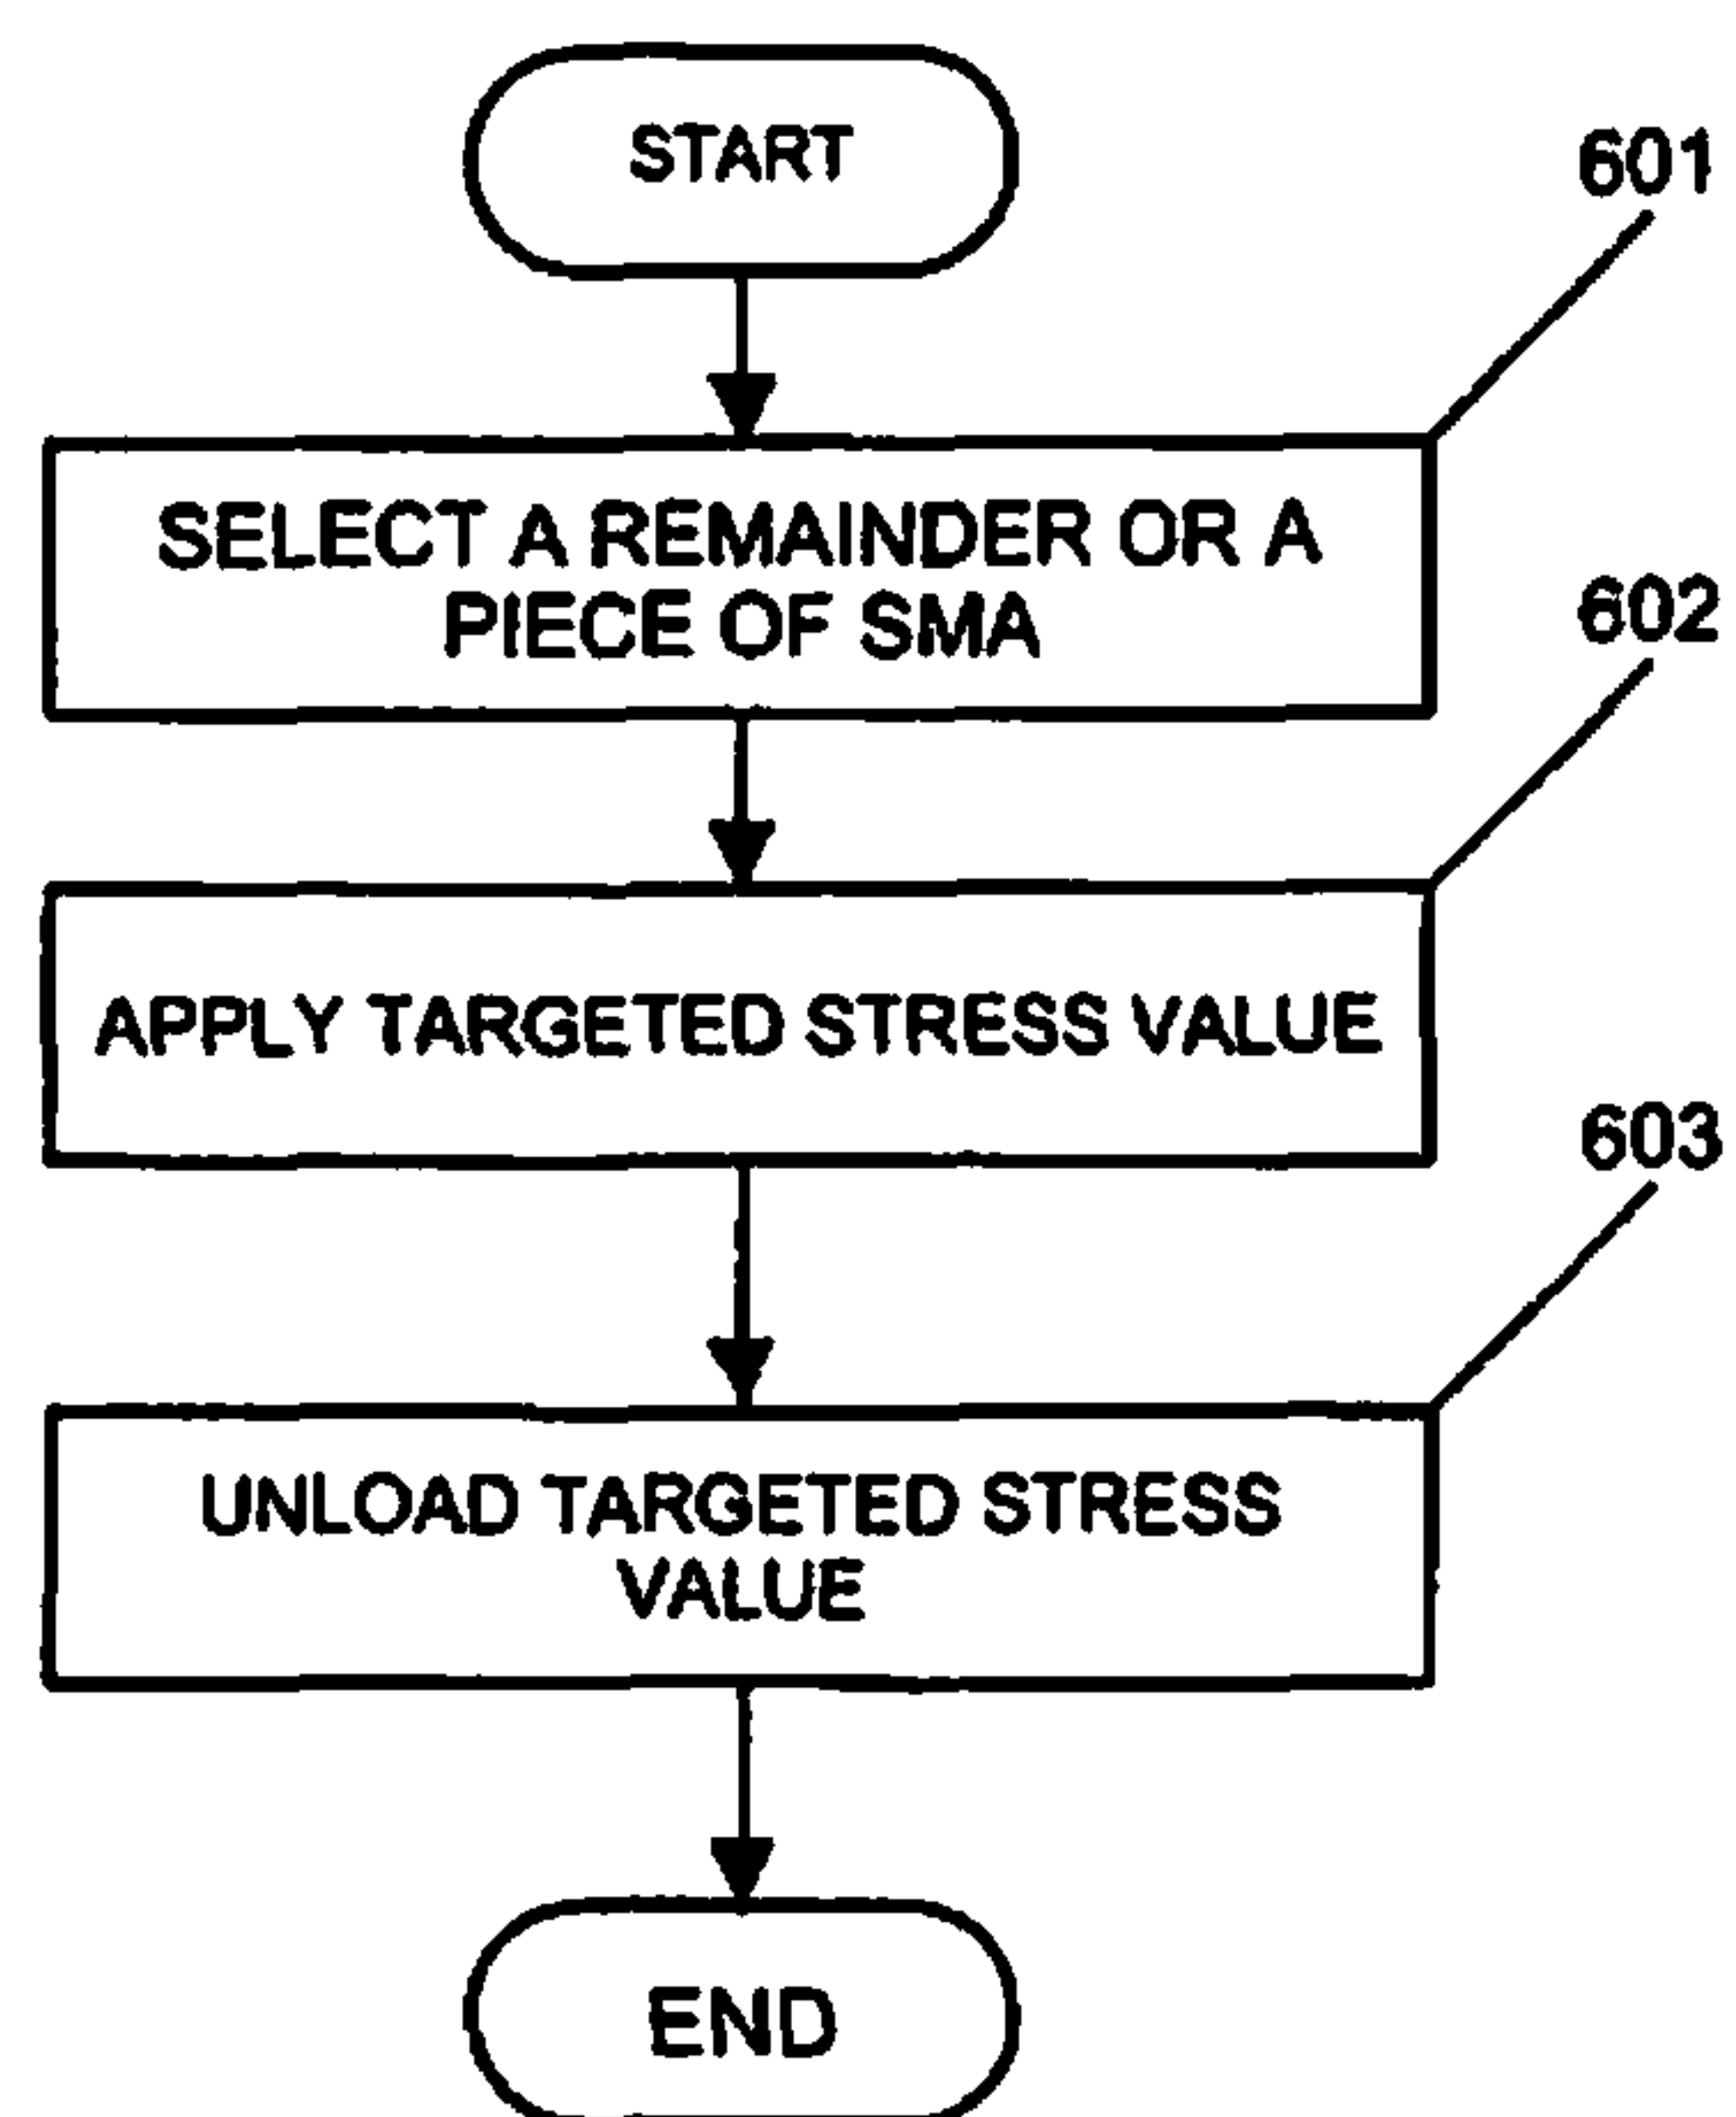 START
601
SELECT A REMAINDER OR A
PIECE OF SMA
602
APPLY TARGETED STRESS VALUE
603
UNLOAD TARGETED STRESS
VALUE
END